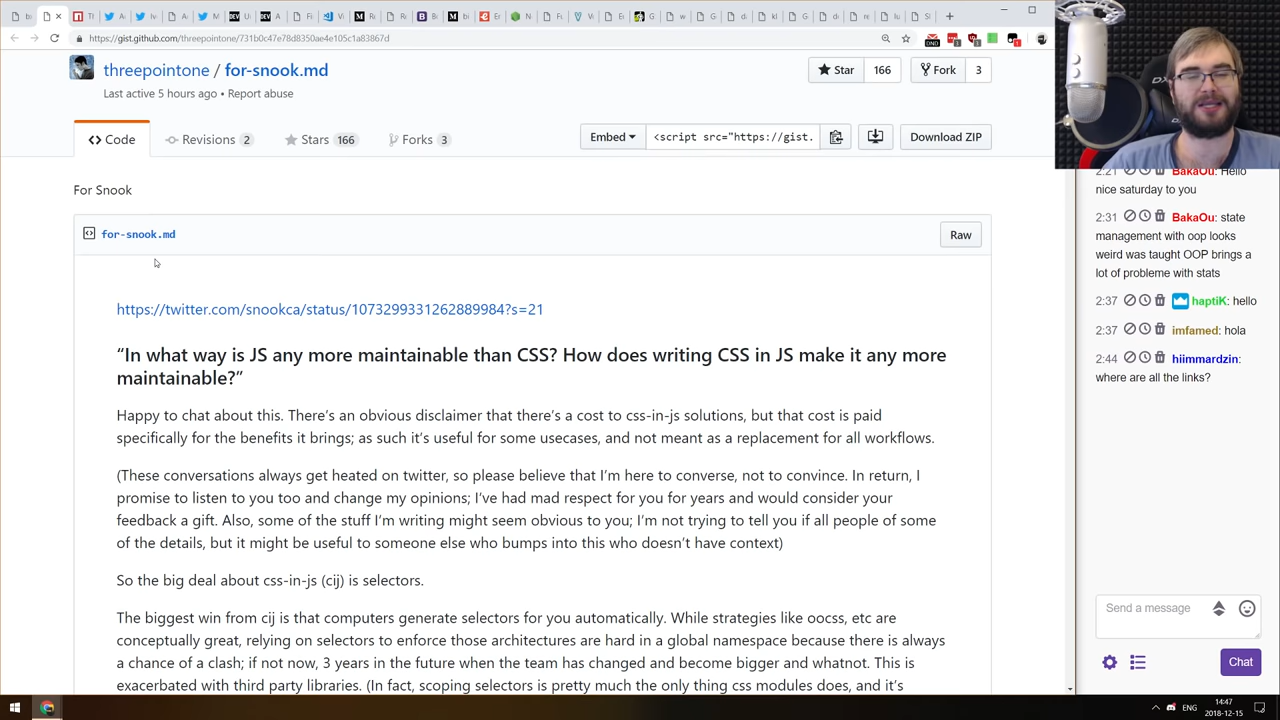 https://gist.github.com/threepointone/731b0c47e78d8350ae4e105c1a83867d
threepointone / for-snook.md
Last active 5 hours ago • Report abuse
Star 166
Fork 3
Code
Revisions 2
Stars 166
Forks 3
Embed
<script src="https://gist.
Download ZIP
For Snook
for-snook.md
Raw
https://twitter.com/snookca/status/1073299331262889984?s=21
“In what way is JS any more maintainable than CSS? How does writing CSS in JS make it any more
maintainable?”
Happy to chat about this. There’s an obvious disclaimer that there’s a cost to css-in-js solutions, but that cost is paid
specifically for the benefits it brings; as such it’s useful for some usecases, and not meant as a replacement for all workflows.
(These conversations always get heated on twitter, so please believe that I’m here to converse, not to convince. In return, I
promise to listen to you too and change my opinions; I’ve had mad respect for you for years and would consider your
feedback a gift. Also, some of the stuff I’m writing might seem obvious to you; I’m not trying to tell you if all people of some
of the details, but it might be useful to someone else who bumps into this who doesn’t have context)
So the big deal about css-in-js (cij) is selectors.
The biggest win from cij is that computers generate selectors for you automatically. While strategies like oocss, etc are
conceptually great, relying on selectors to enforce those architectures are hard in a global namespace because there is always
a chance of a clash; if not now, 3 years in the future when the team has changed and become bigger and whatnot. This is
exacerbated with third party libraries. (In fact, scoping selectors is pretty much the only thing css modules does, and it’s
2:21 BakaOu: Hello
nice saturday to you
2:31 BakaOu: state
management with oop looks
weird was taught OOP brings a
lot of probleme with stats
2:37 haptiK: hello
2:37 imfamed: hola
2:44 hiimmardzin:
where are all the links?
Send a message
Chat
ENG
14:47
2018-12-15